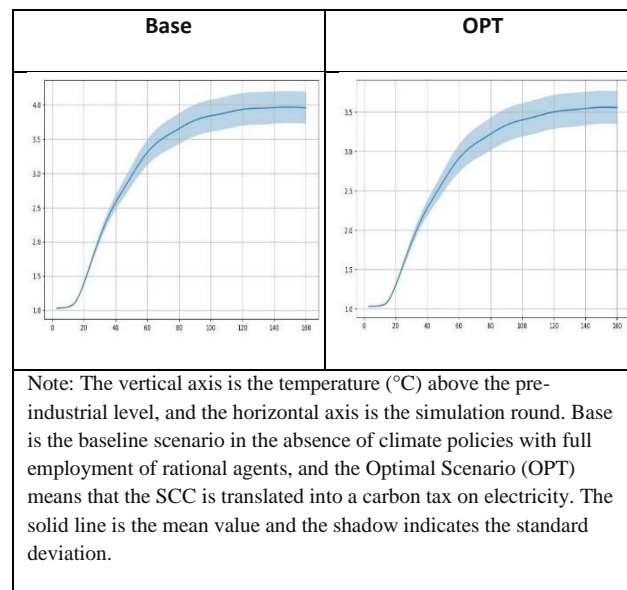 Base
OPT
4.0
3.5
3.0
2.5
2.0
1.5
1.0
0 20 40 60 80 100 120 140 160
3.5
3.0
2.5
2.0
1.5
1.0
0 20 40 60 80 100 120 140 160
Note: The vertical axis is the temperature (°C) above the pre-
industrial level, and the horizontal axis is the simulation round. Base
is the baseline scenario in the absence of climate policies with full
employment of rational agents, and the Optimal Scenario (OPT)
means that the SCC is translated into a carbon tax on electricity. The
solid line is the mean value and the shadow indicates the standard
deviation.